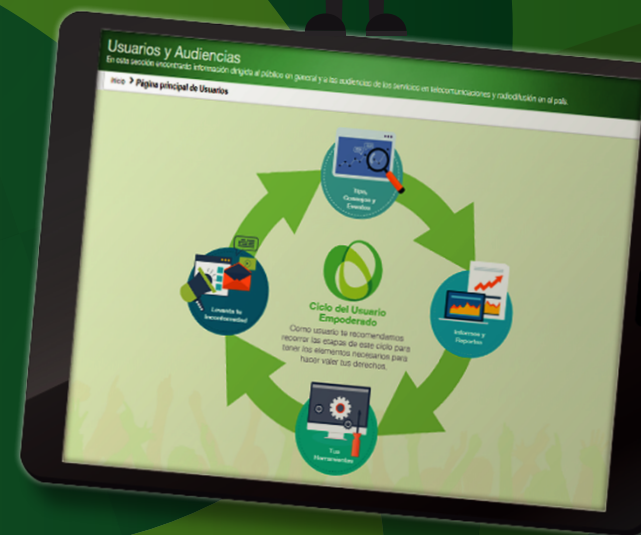 Usuarios y Audiencias
En esta sección encontrarás información dirigida al público en general y a las audiencias de los servicios en telecomunicaciones y radiodifusión en el país.
Inicio > Página principal de Usuarios
Tips,
Consejos y
Eventos
Levanta tu
Inconformidad
Ciclo del Usuario
Empoderado
Como usuario te recomendamos
recorrer las etapas de este ciclo para
tener los elementos necesarios para
hacer valer tus derechos.
Informes y
Reportes
Tus
Herramientas